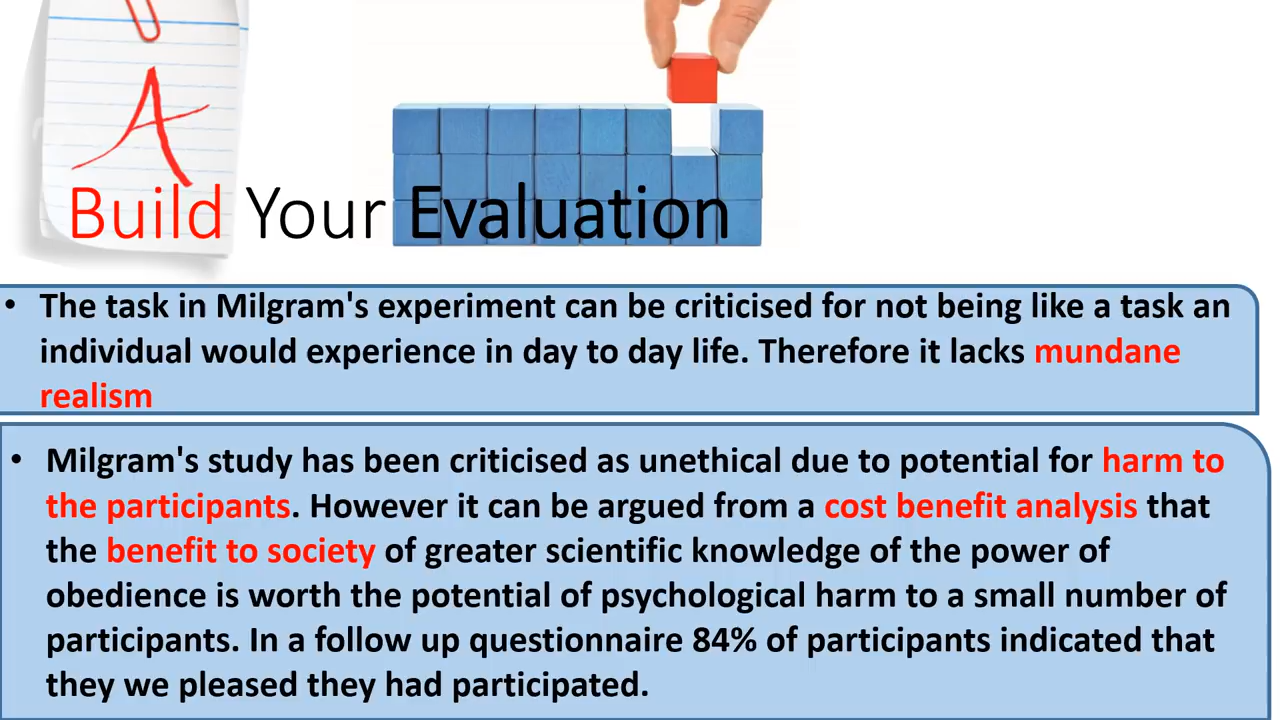 A
Build Your Evaluation
• The task in Milgram's experiment can be criticised for not being like a task an
individual would experience in day to day life. Therefore it lacks mundane
realism
• Milgram's study has been criticised as unethical due to potential for harm to
the participants. However it can be argued from a cost benefit analysis that
the benefit to society of greater scientific knowledge of the power of
obedience is worth the potential of psychological harm to a small number of
participants. In a follow up questionnaire 84% of participants indicated that
they we pleased they had participated.